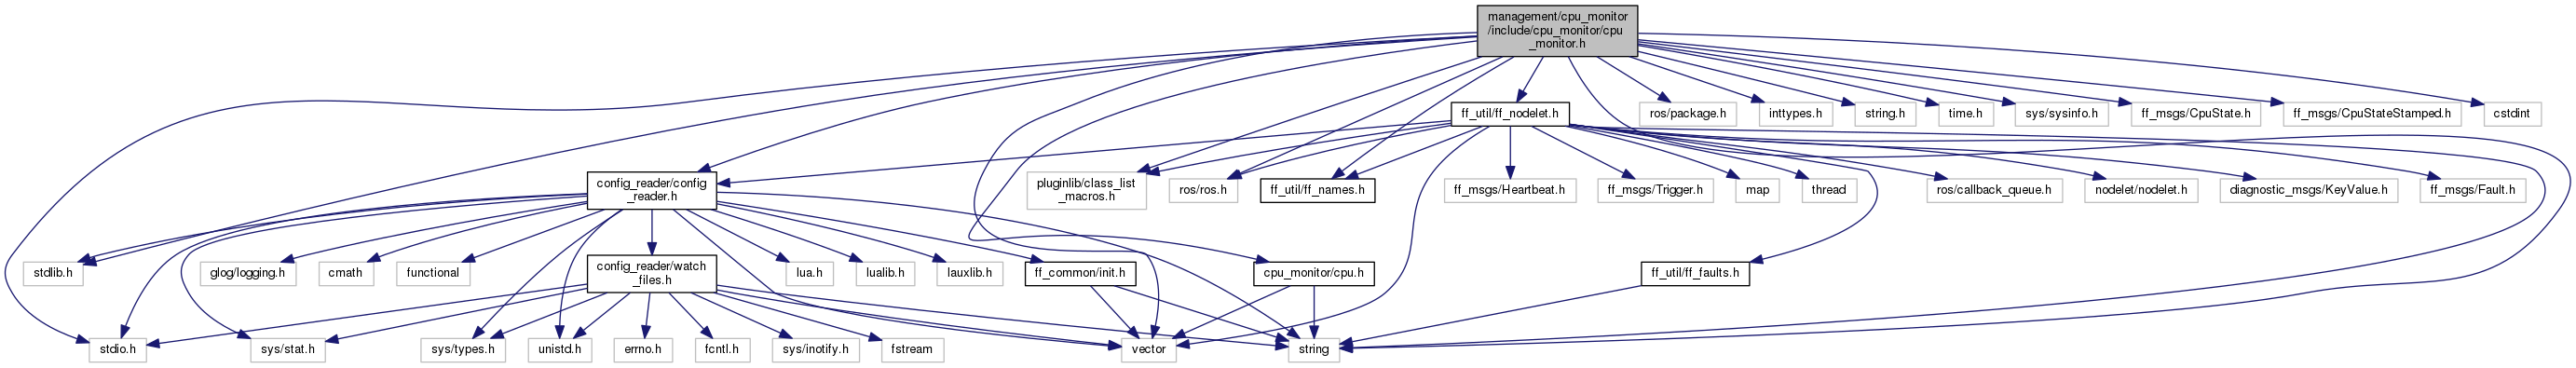 management/cpu_monitor
/include/cpu_monitor/cpu
_monitor.h
ff_util/ff_nodelet.h
ros/package.h
inttypes.h
string.h
time.h
sys/sysinfo.h
ff_msgs/CpuState.h
ff_msgs/CpuStateStamped.h
cstdint
config_reader/config
_reader.h
pluginlib/class_list
_macros.h
ros/ros.h
ff_util/ff_names.h
ff_msgs/Heartbeat.h
ff_msgs/Trigger.h
map
thread
ros/callback_queue.h
nodelet/nodelet.h
diagnostic_msgs/KeyValue.h
ff_msgs/Fault.h
stdlib.h
glog/logging.h
cmath
functional
config_reader/watch
_files.h
lua.h
lualib.h
lauxlib.h
ff_common/init.h
cpu_monitor/cpu.h
ff_util/ff_faults.h
stdio.h
sys/stat.h
sys/types.h
unistd.h
errno.h
fcntl.h
sys/inotify.h
fstream
vector
string